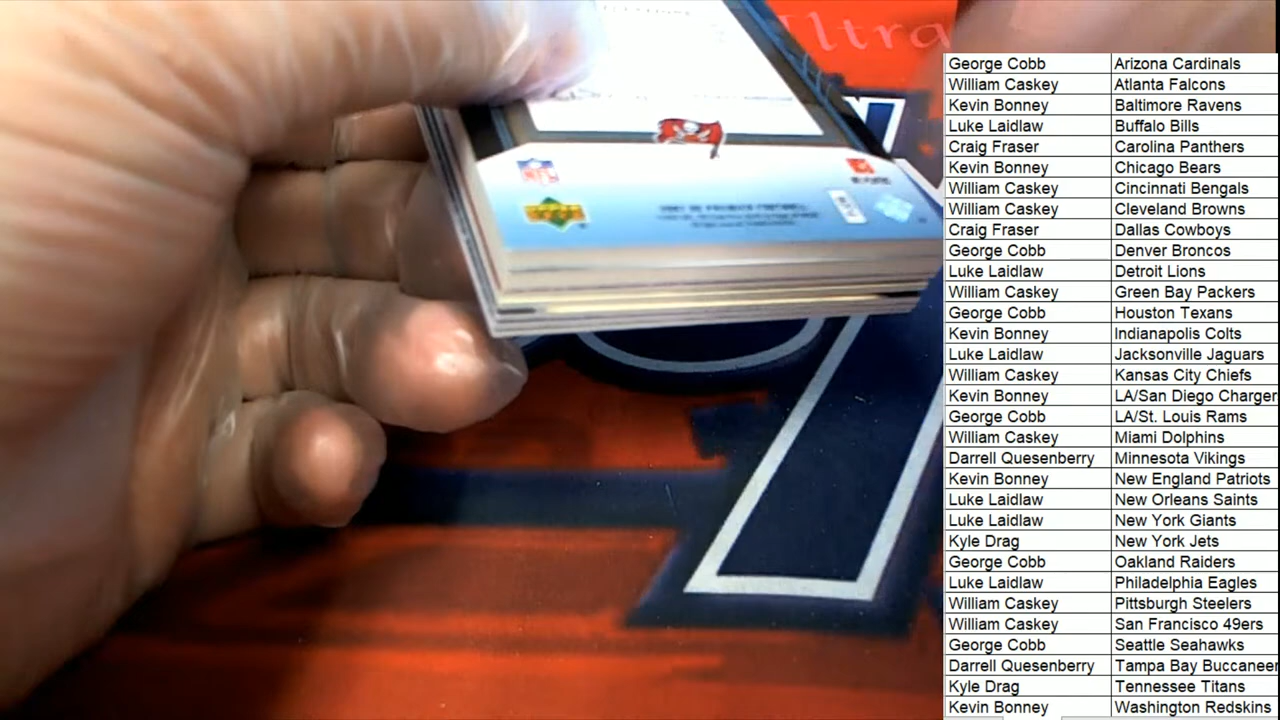 ltra
NFL
UPPER
DECK
George Cobb Arizona Cardinals
William Caskey Atlanta Falcons
Kevin Bonney Baltimore Ravens
Luke Laidlaw Buffalo Bills
Craig Fraser Carolina Panthers
Kevin Bonney Chicago Bears
William Caskey Cincinnati Bengals
William Caskey Cleveland Browns
Craig Fraser Dallas Cowboys
George Cobb Denver Broncos
Luke Laidlaw Detroit Lions
William Caskey Green Bay Packers
George Cobb Houston Texans
Kevin Bonney Indianapolis Colts
Luke Laidlaw Jacksonville Jaguars
William Caskey Kansas City Chiefs
Kevin Bonney LA/San Diego Charger
George Cobb LA/St. Louis Rams
William Caskey Miami Dolphins
Darrell Quesenberry Minnesota Vikings
Kevin Bonney New England Patriots
Luke Laidlaw New Orleans Saints
Luke Laidlaw New York Giants
Kyle Drag New York Jets
George Cobb Oakland Raiders
Luke Laidlaw Philadelphia Eagles
William Caskey Pittsburgh Steelers
William Caskey San Francisco 49ers
George Cobb Seattle Seahawks
Darrell Quesenberry Tampa Bay Buccaneer
Kyle Drag Tennessee Titans
Kevin Bonney Washington Redskins